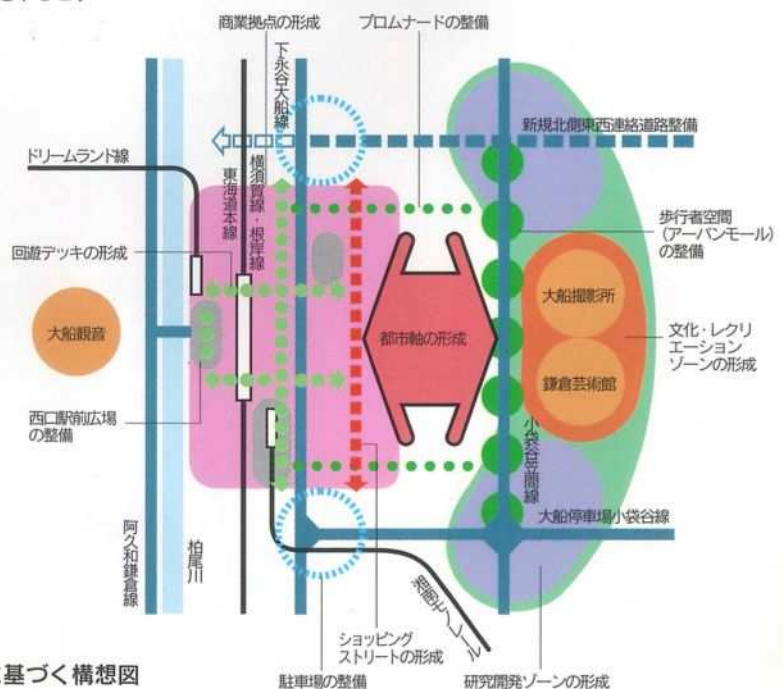 商業拠点の形成
プロムナードの整備
下永谷大船線
新規北側東西連絡道路整備
ドリームランド線
横須賀線・根岸線
東海道本線
歩行者空間
(アーバンモール)
の整備
回遊デッキの形成
大船観音
都市軸の形成
大船撮影所
鎌倉芸術館
文化・レクリ
エーション
ゾーンの形成
西口駅前広場
の整備
小袋谷笠間線
大船停車場小袋谷線
阿久和鎌倉線
柏尾川
湘南モノレール
ショッピング
ストリートの形成
基づく構想図
駐車場の整備
研究開発ゾーンの形成